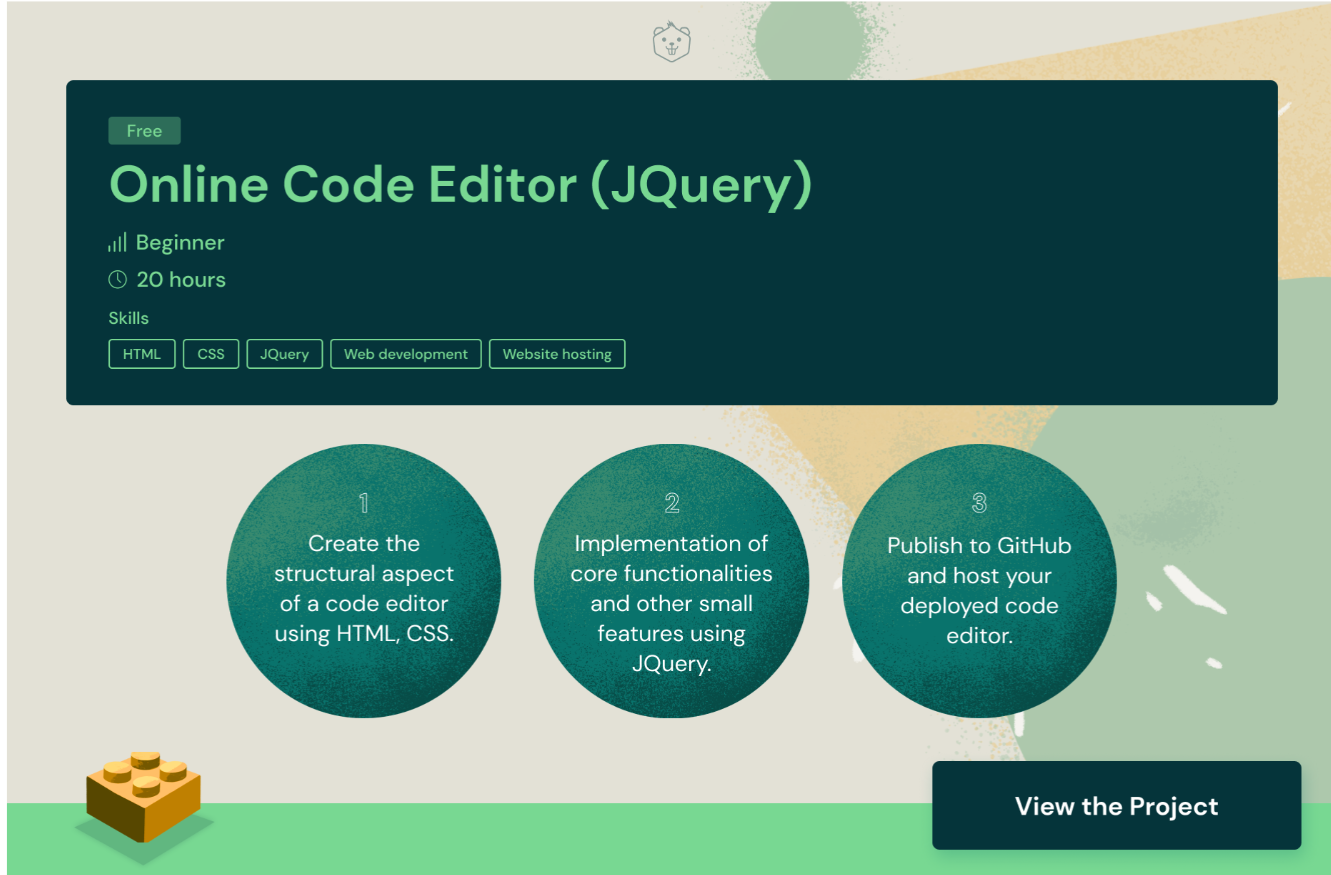 Free
Online Code Editor (JQuery)
Beginner
20 hours
Skills
HTML CSS JQuery Web development Website hosting
1
Create the
structural aspect
of a code editor
using HTML, CSS.
2
Implementation of
core functionalities
and other small
features using
JQuery.
3
Publish to GitHub
and host your
deployed code
editor.
View the Project